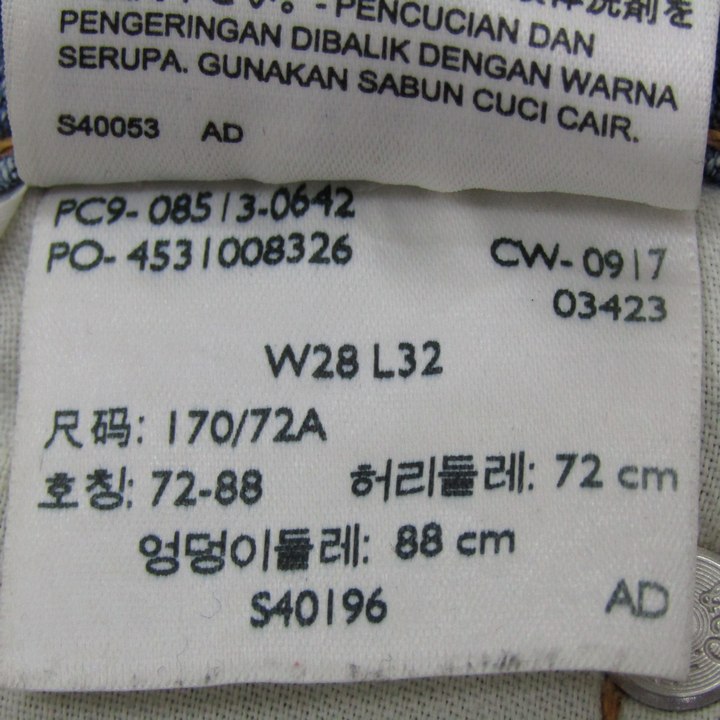 - PENCUCIAN DAN
PENGERINGAN DIBALIK DENGAN WARNA
SERUPA. GUNAKAN SABUN CUCI CAIR.
S40053 AD
PC9-08513-0642
PO-4531008326 CW-0917
03423
W28 L32
尺码: 170/72A
호칭: 72-88 허리둘레: 72 cm
엉덩이둘레: 88 cm
S40196 AD